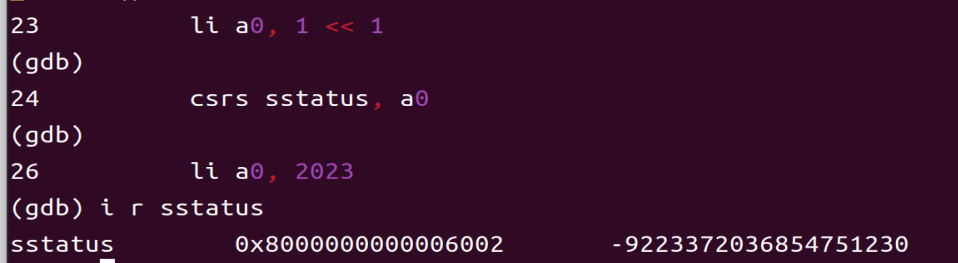 23 li a0, 1 << 1
(gdb)
24 csrs sstatus, a0
(gdb)
26 li a0, 2023
(gdb) i r sstatus
sstatus 0x8000000000006002 -9223372036854751230